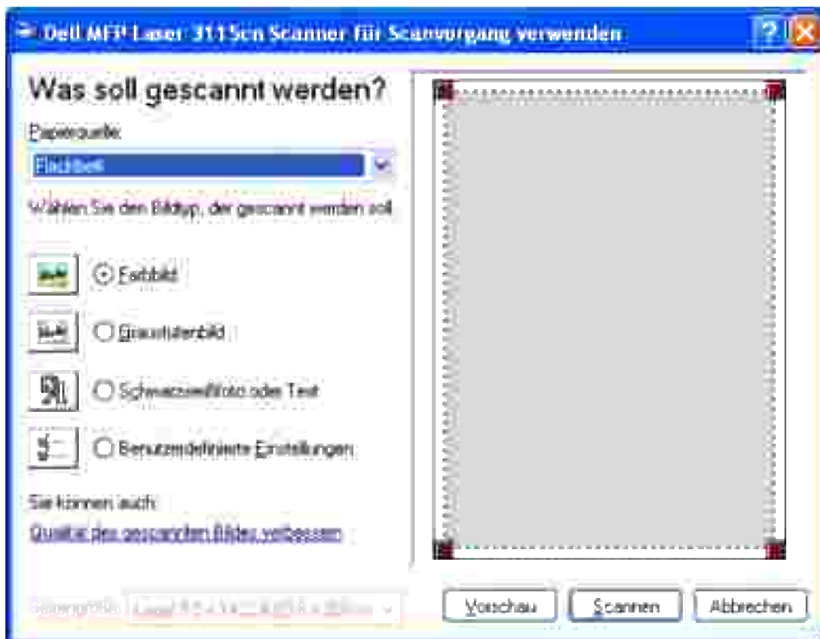 Dell MFP Laser 3115cn Scanner für Scanvorgang verwenden
Was soll gescannt werden?
Papierquelle:
Flachbett
Wählen Sie den Bildtyp, der gescannt werden soll.
Farbbild
Graustufenbild
Schwarzweißfoto oder Text
Benutzerdefinierte Einstellungen
Sie können auch:
Qualität des gescannten Bildes verbessern
Vorschau
Scannen
Abbrechen